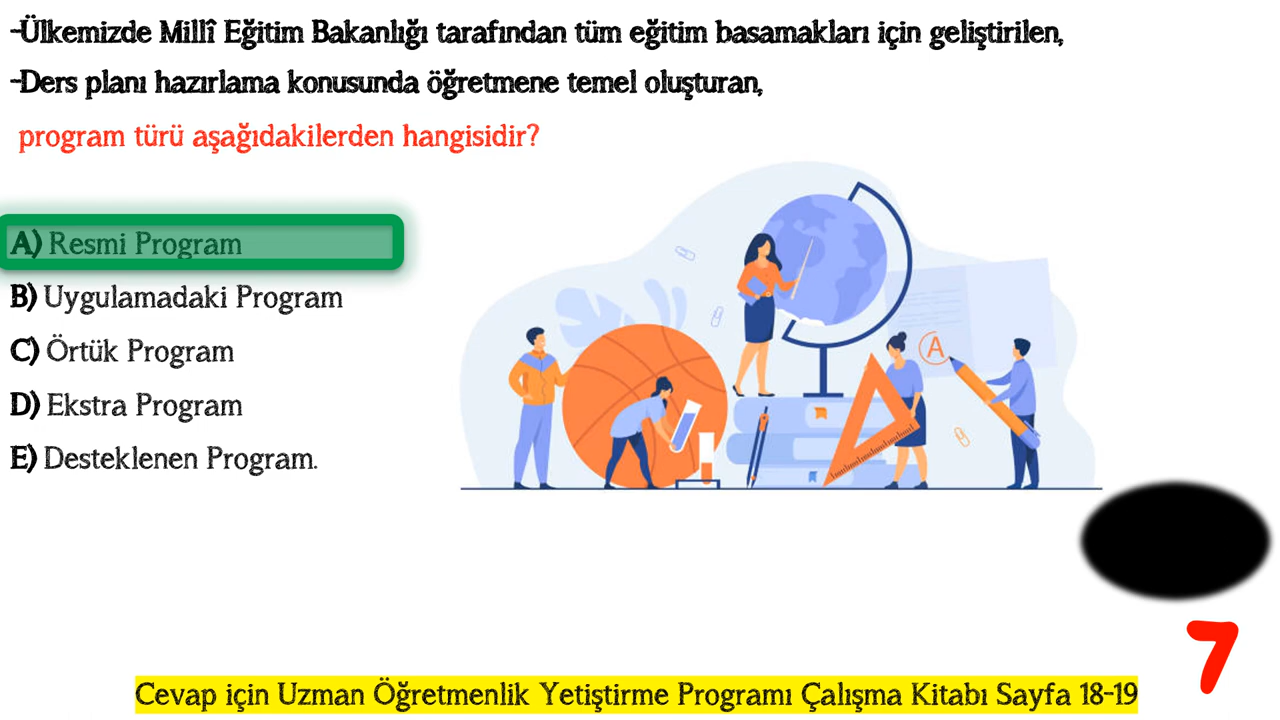 -Ülkemizde Millî Eğitim Bakanlığı tarafından tüm eğitim basamakları için geliştirilen,
-Ders planı hazırlama konusunda öğretmene temel oluşturan,
program türü aşağıdakilerden hangisidir?
A) Resmi Program
B) Uygulamadaki Program
C) Örtük Program
D) Ekstra Program
E) Desteklenen Program.
A
7
Cevap için Uzman Öğretmenlik Yetiştirme Programı Çalışma Kitabı Sayfa 18-19